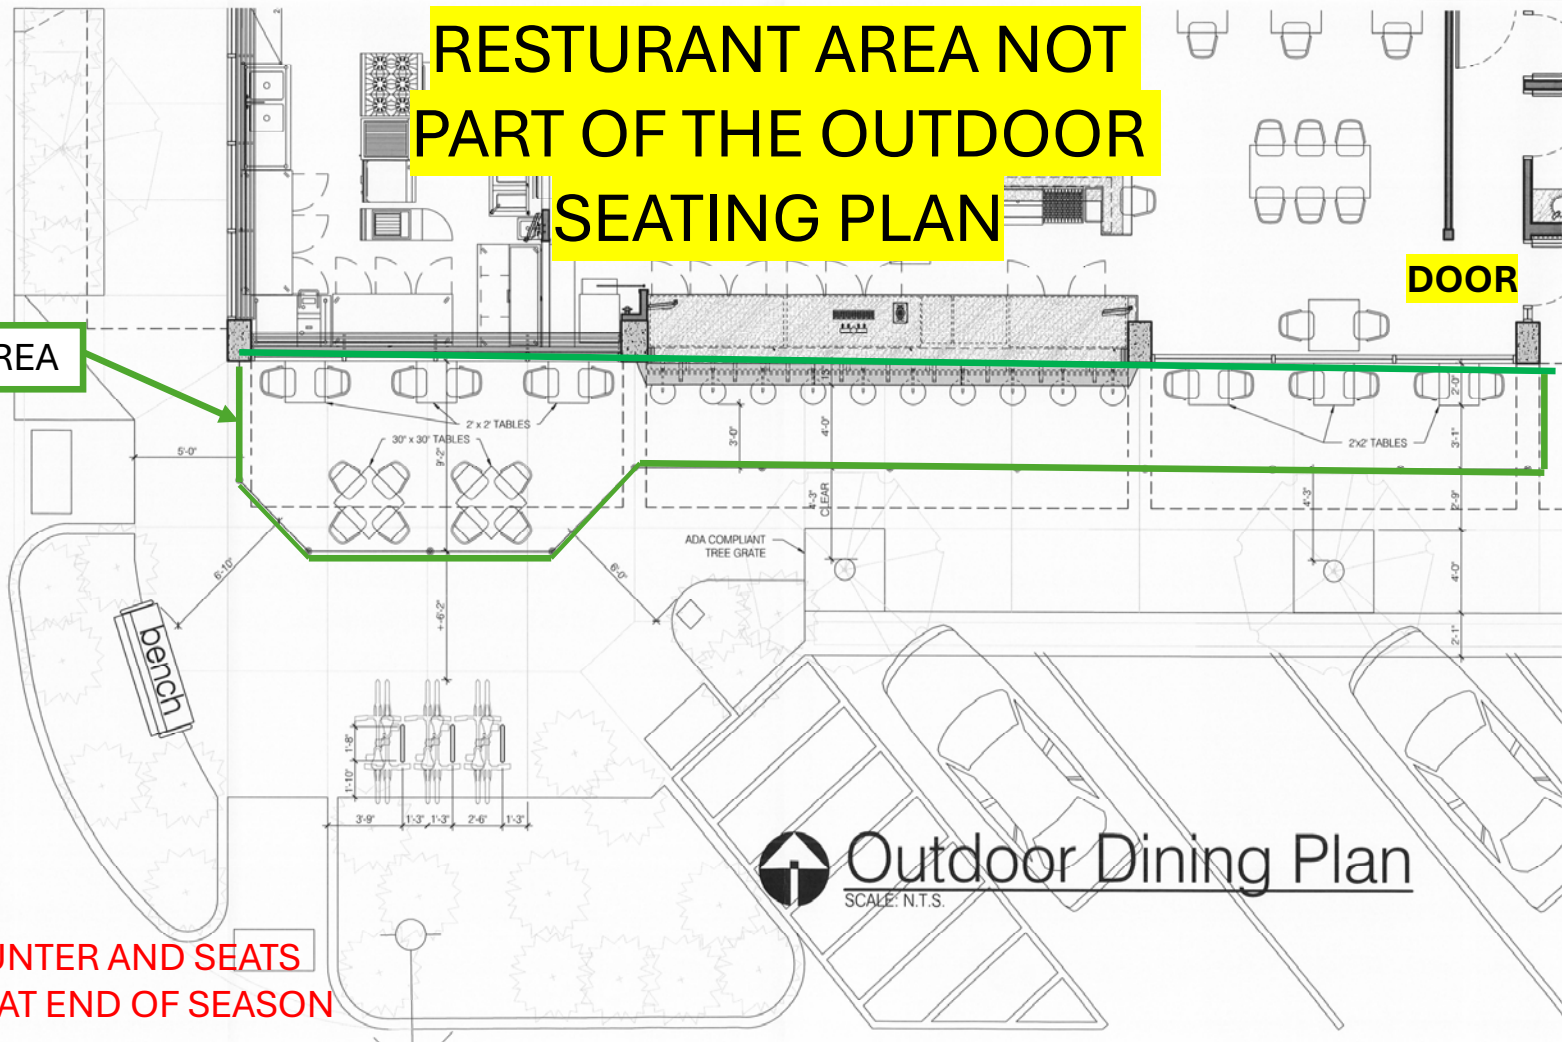 RESTURANT AREA NOT
PART OF THE OUTDOOR
SEATING PLAN
DOOR
REA
2' x 2' TABLES
30" x 30" TABLES
9'-2"
5'-0"
3'-0"
4'-0"
2'-0"
3'-1"
2'x2' TABLES
4'-3"
CLEAR
4'-3"
2'-9"
ADA COMPLIANT
TREE GRATE
6'-10"
6'-0"
4'-0"
+-6'-2"
2'-1"
bench
1'-8"
1'-10"
3'-9"
1'-3"
1'-3"
2'-6"
1'-3"
Outdoor Dining Plan
SCALE: N.T.S.
UNTER AND SEATS
AT END OF SEASON